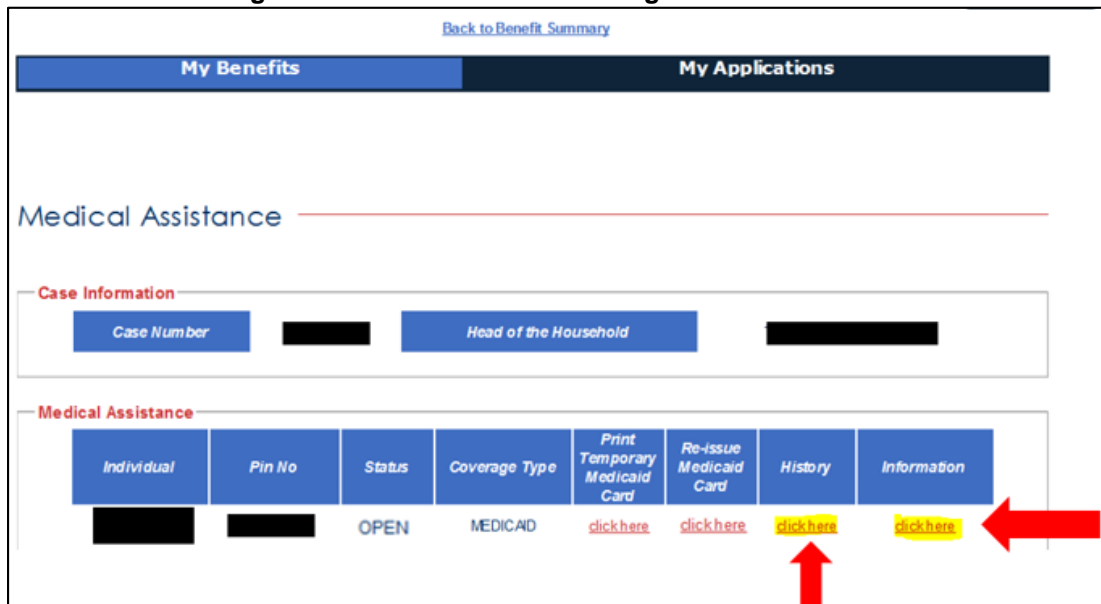 Back to Benefit Summary
My Benefits My Applications
Medical Assistance
Case Information
Case Number Head of the Household
Medical Assistance
Individual Pin No Status Coverage Type Print Temporary Medicaid Card Re-issue Medicaid Card History Information
OPEN MEDICAID click here click here click here click here